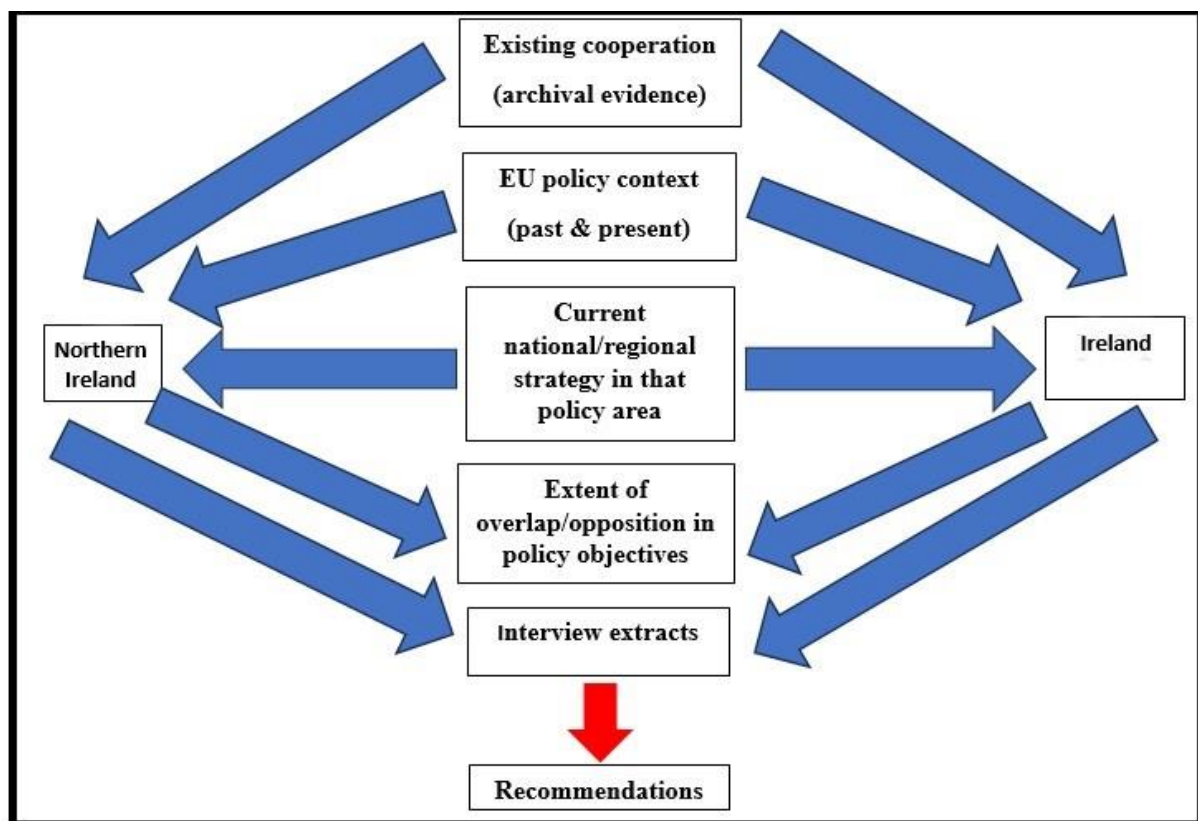 Existing cooperation
(archival evidence)
EU policy context
(past & present)
Current
national/regional
strategy in that
policy area
Northern
Ireland
Ireland
Extent of
overlap/opposition in
policy objectives
Interview extracts
Recommendations